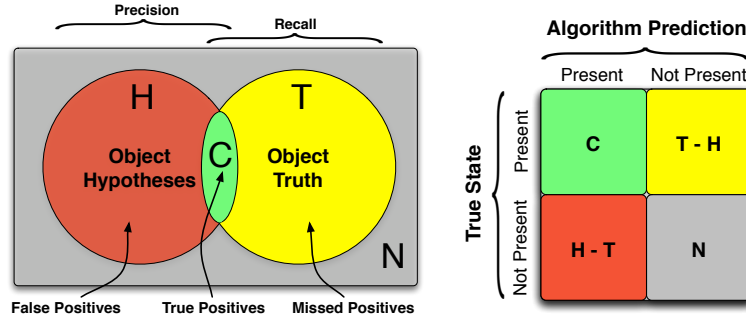 Precision
Recall
H
T
C
Object
Hypotheses
Object
Truth
N
False Positives
True Positives
Missed Positives
Algorithm Prediction
Present
Not Present
True State
Present
Not Present
C
T - H
H - T
N